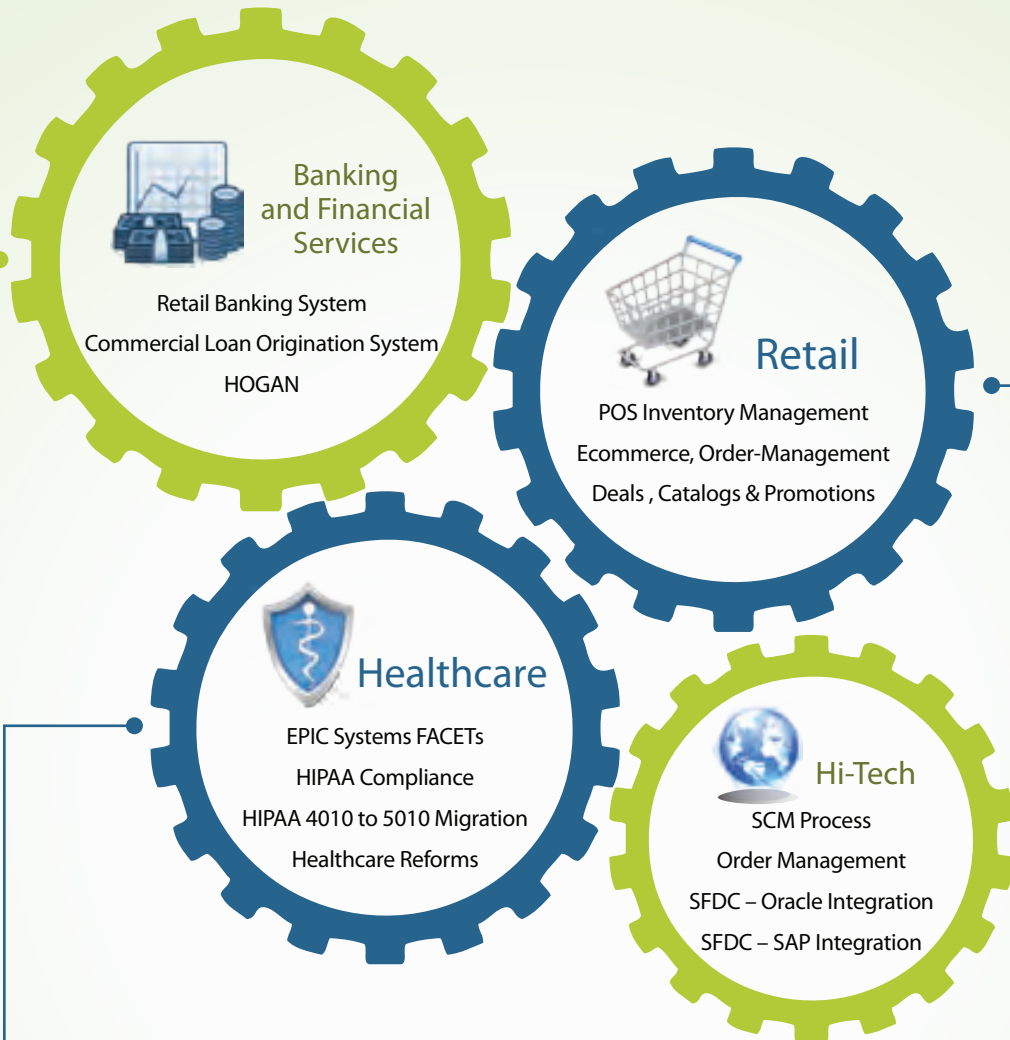 Banking
and Financial
Services
Retail Banking System
Commercial Loan Origination System
HOGAN
Retail
POS Inventory Management
Ecommerce, Order-Management
Deals , Catalogs & Promotions
Healthcare
EPIC Systems FACETs
HIPAA Compliance
HIPAA 4010 to 5010 Migration
Healthcare Reforms
Hi-Tech
SCM Process
Order Management
SFDC – Oracle Integration
SFDC – SAP Integration